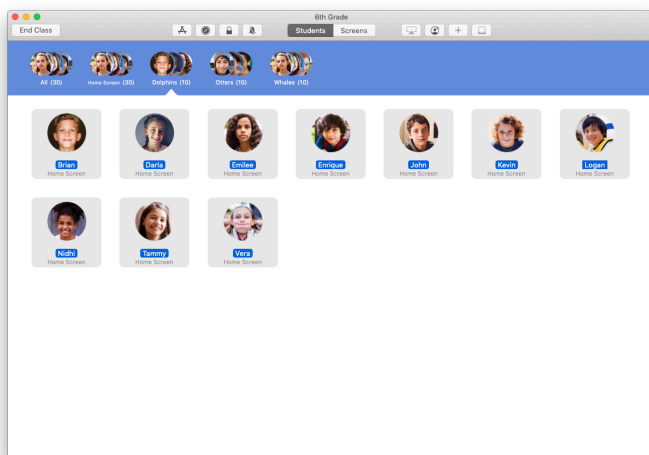 6th Grade
End Class
Students Screens
All (30) Home Screen (30) Dolphins (10) Otters (10) Whales (10)
Brian Darla Emilee Enrique John Kevin Logan
Home Screen Home Screen Home Screen Home Screen Home Screen Home Screen Home Screen
Nidhi Tammy Vera
Home Screen Home Screen Home Screen